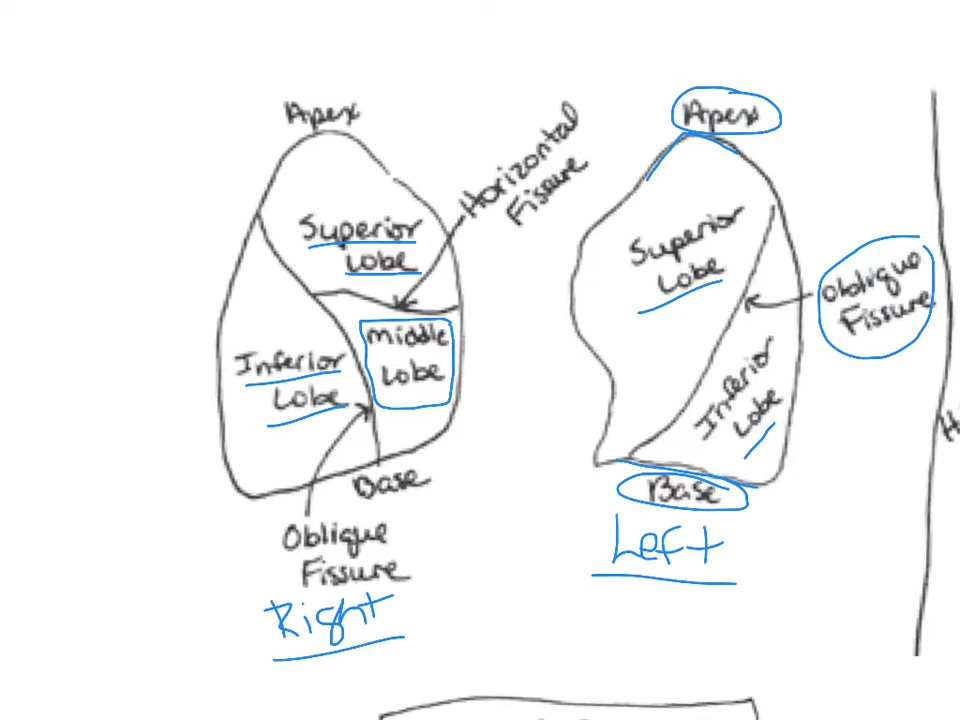 Apex
Horizontal
Fissure
Superior
Lobe
middle
Lobe
Inferior
Lobe
Base
Oblique
Fissure
Right
Apex
Superior
Lobe
Oblique
Fissure
Inferior
Lobe
Base
Left